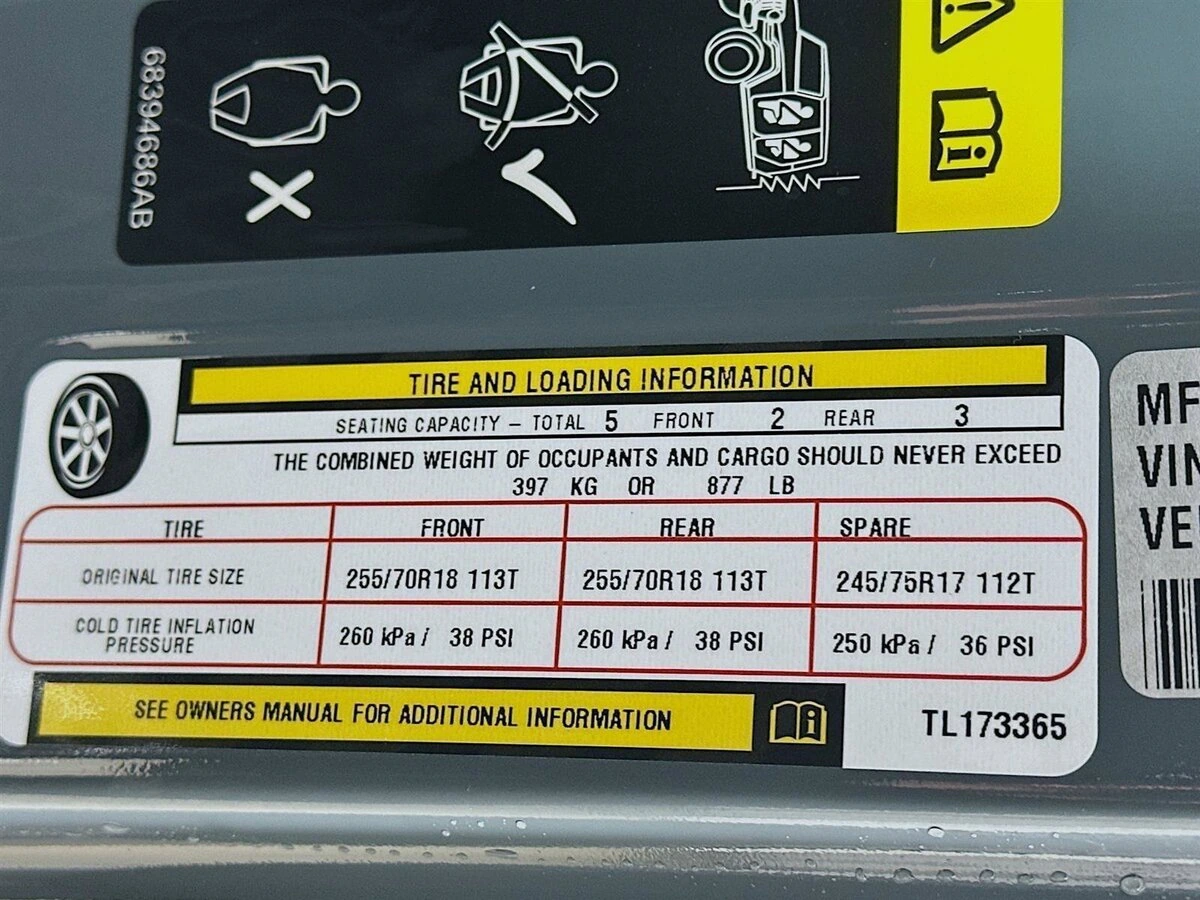 68394686AB
TIRE AND LOADING INFORMATION
SEATING CAPACITY – TOTAL 5 FRONT 2 REAR 3
THE COMBINED WEIGHT OF OCCUPANTS AND CARGO SHOULD NEVER EXCEED
397 KG OR 877 LB
TIRE FRONT REAR SPARE
ORIGINAL TIRE SIZE 255/70R18 113T 255/70R18 113T 245/75R17 112T
COLD TIRE INFLATION
PRESSURE 260 kPa / 38 PSI 260 kPa / 38 PSI 250 kPa / 36 PSI
SEE OWNERS MANUAL FOR ADDITIONAL INFORMATION
TL173365
MF
VIN
VE